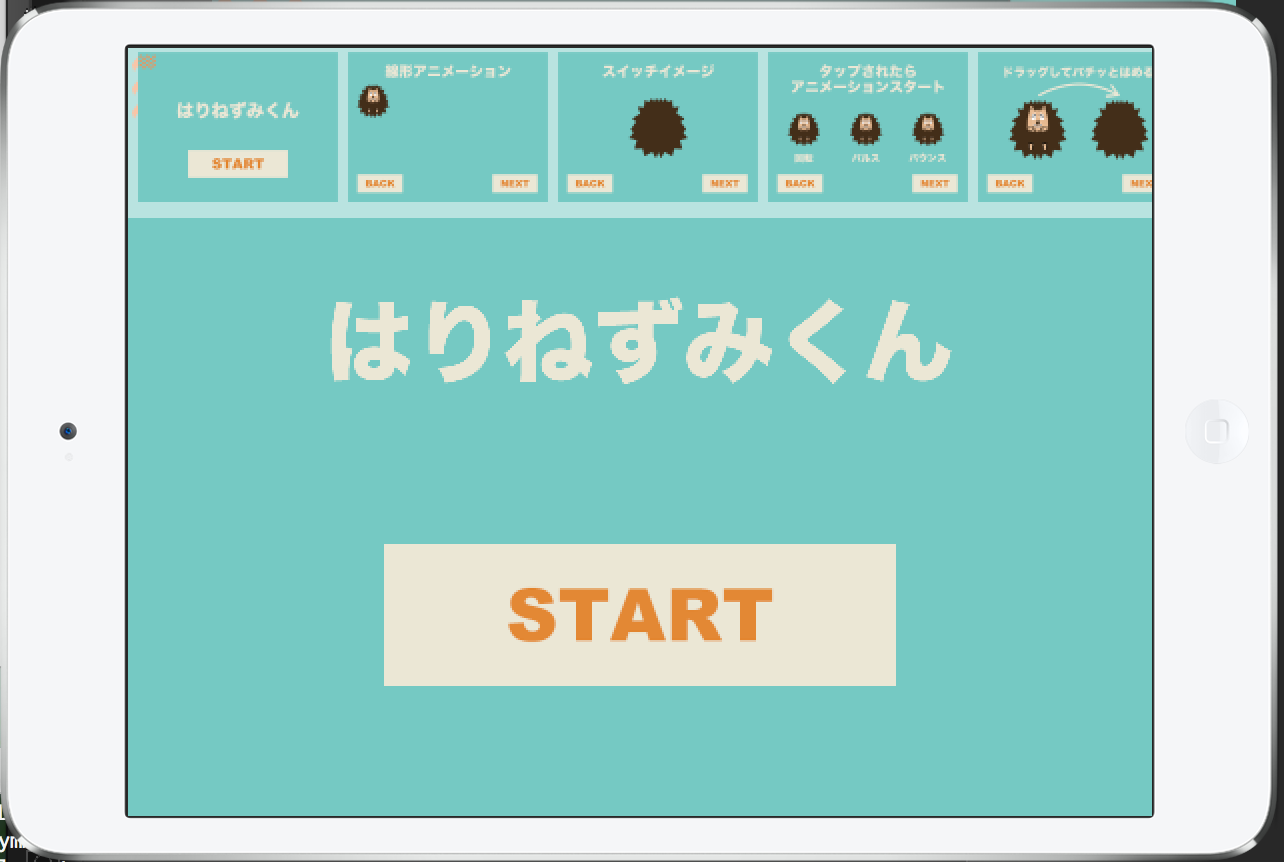 はりねずみくん
START
線形アニメーション
BACK
NEXT
スイッチイメージ
BACK
NEXT
タップされたら
アニメーションスタート
回転
パルス
バウンス
BACK
NEXT
ドラッグしてパチッとはめる
BACK
NEX
はりねずみくん
START